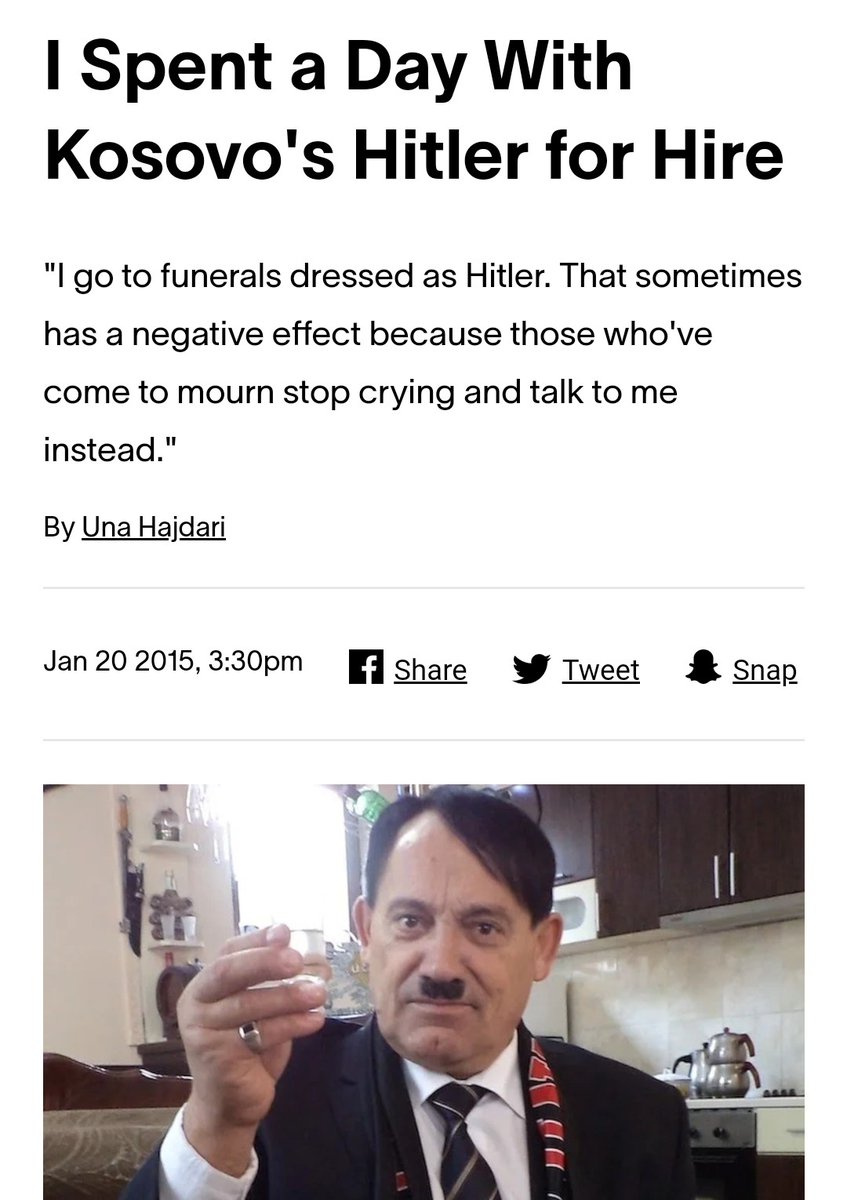 I Spent a Day With
Kosovo's Hitler for Hire
"I go to funerals dressed as Hitler. That sometimes
has a negative effect because those who've
come to mourn stop crying and talk to me
instead."
By Una Hajdari
Jan 20 2015, 3:30pm
Share
Tweet
Snap